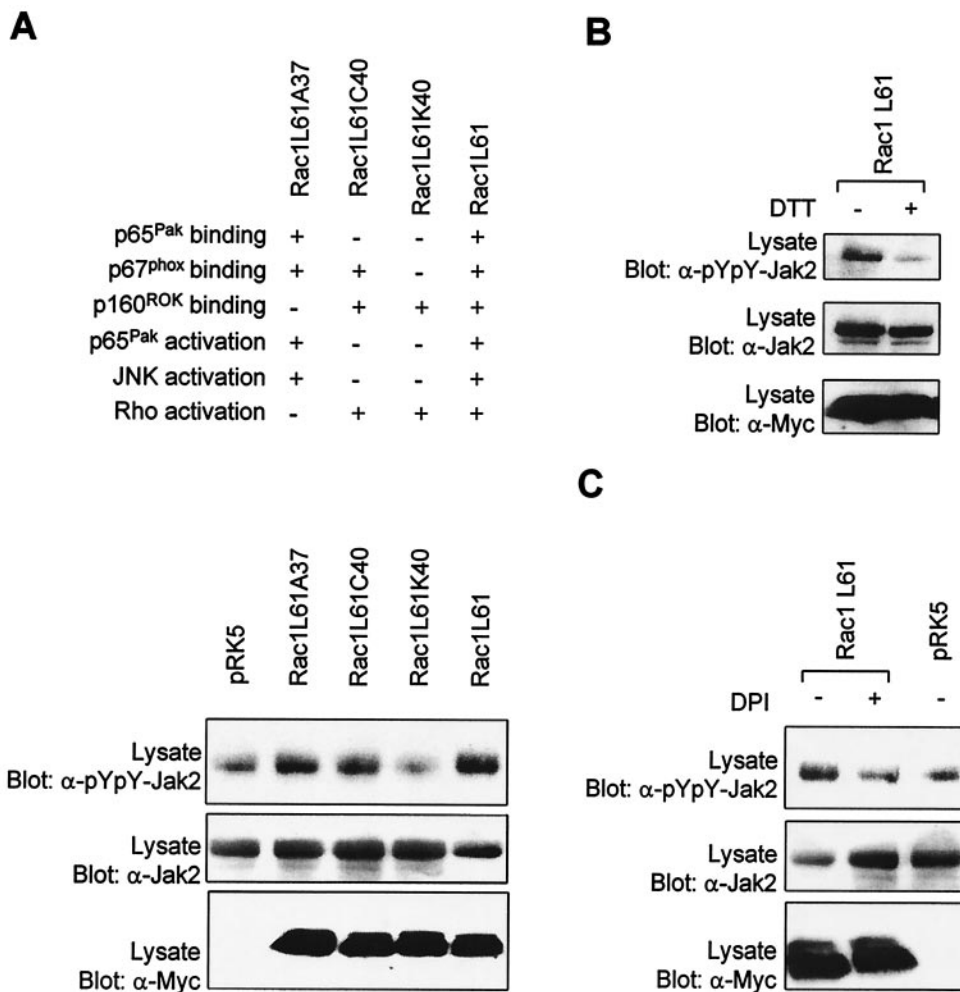 A
Rac1L61A37
Rac1L61C40
Rac1L61K40
Rac1L61
p65Pak binding + - - +
p67phox binding + + - +
p160ROK binding - + + +
p65Pak activation + - - +
JNK activation + - - +
Rho activation - + + +
pRK5
Rac1L61A37
Rac1L61C40
Rac1L61K40
Rac1L61
Lysate
Blot: α-pYpY-Jak2
Lysate
Blot: α-Jak2
Lysate
Blot: α-Myc
B
Rac1 L61
DTT - +
Lysate
Blot: α-pYpY-Jak2
Lysate
Blot: α-Jak2
Lysate
Blot: α-Myc
C
Rac1 L61
pRK5
DPI - + -
Lysate
Blot: α-pYpY-Jak2
Lysate
Blot: α-Jak2
Lysate
Blot: α-Myc